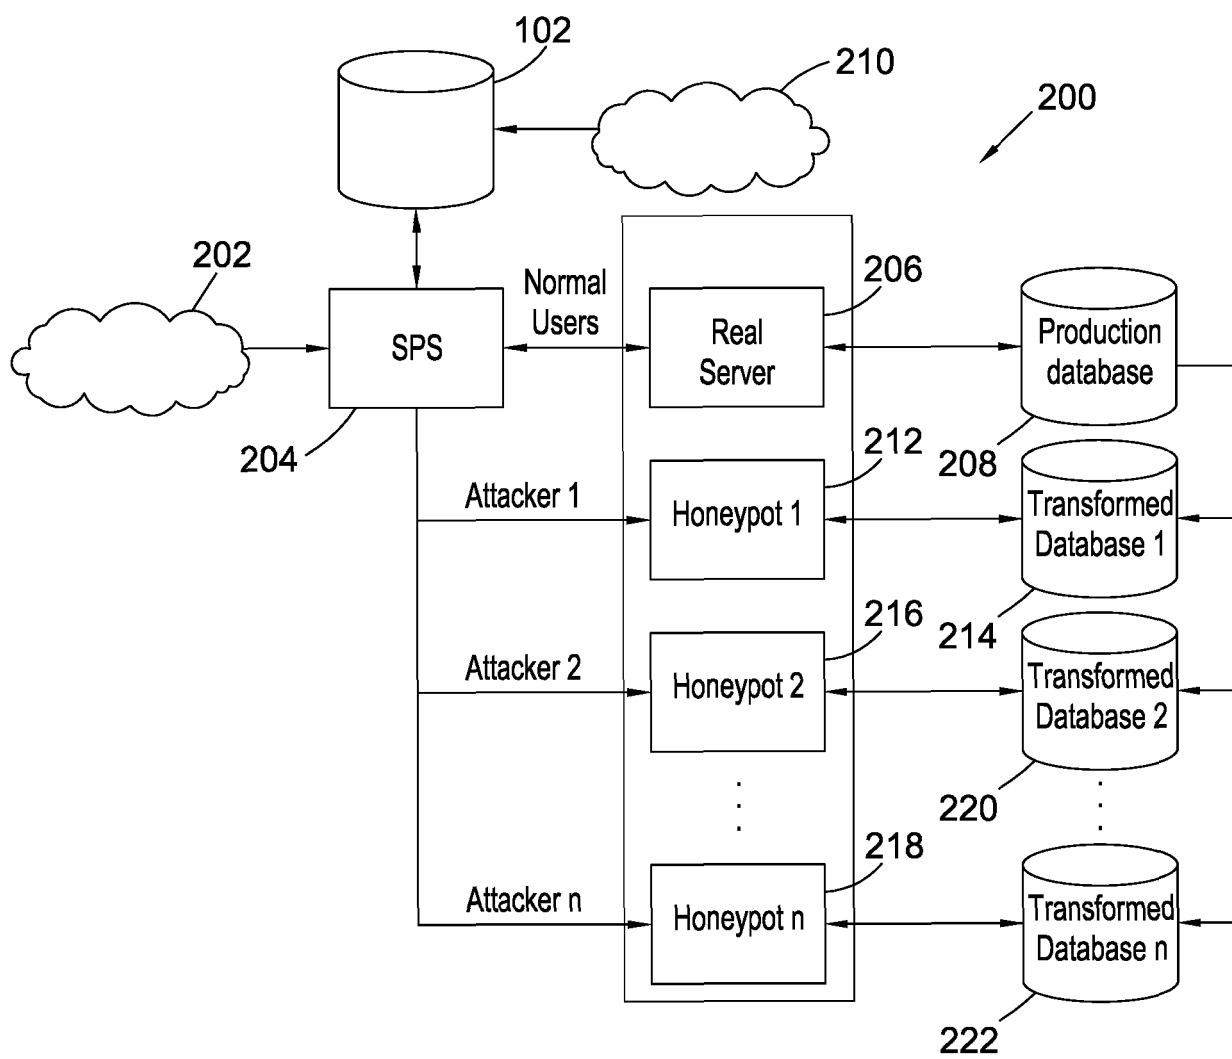 102
210
200
202
Normal
Users
206
SPS
Real
Server
Production
database
204
208
212
Attacker 1
Honeypot 1
Transformed
Database 1
214
216
Attacker 2
Honeypot 2
Transformed
Database 2
220
218
Attacker n
Honeypot n
Transformed
Database n
222